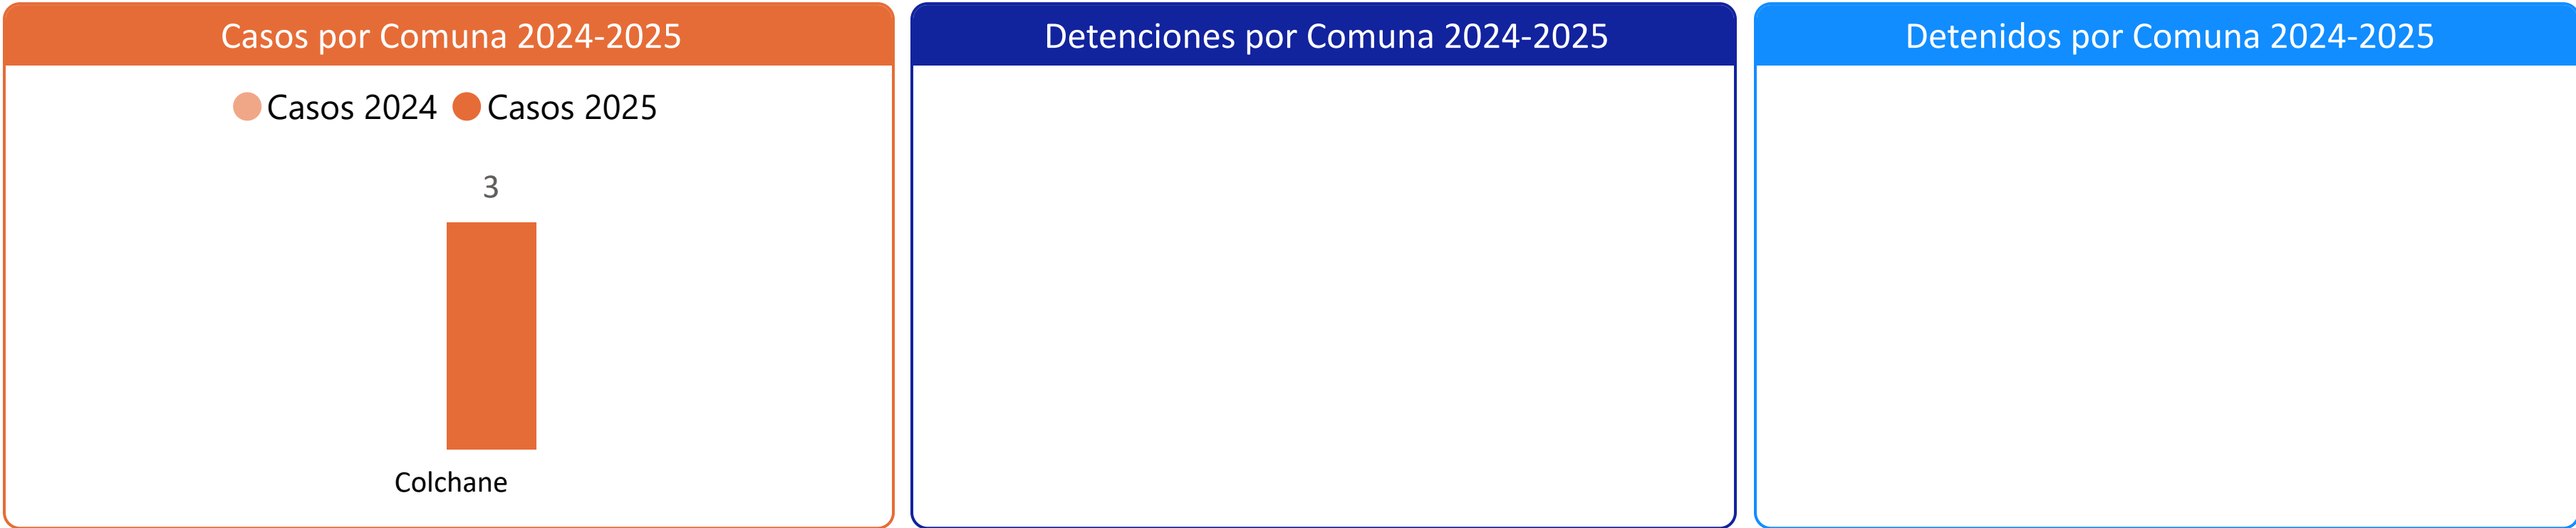 Casos por Comuna 2024-2025
Casos 2024 Casos 2025
3
Colchane
Detenciones por Comuna 2024-2025
Detenidos por Comuna 2024-2025